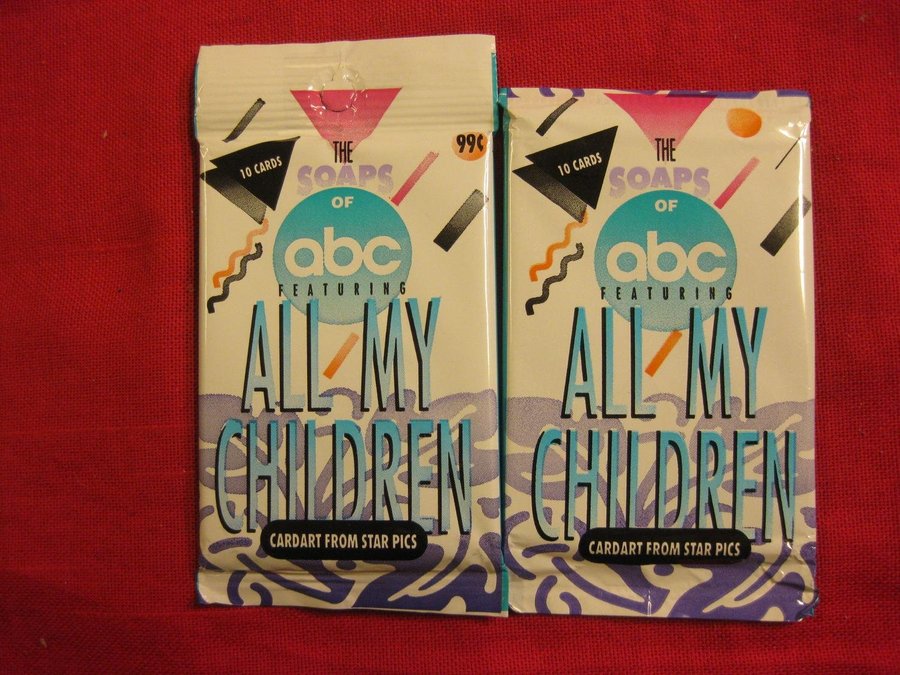 99¢
10 CARDS
THE
SOAPS
OF
abc
FEATURING
ALL MY
CHILDREN
CARDART FROM STAR PICS
10 CARDS
THE
SOAPS
OF
abc
FEATURING
ALL MY
CHILDREN
CARDART FROM STAR PICS